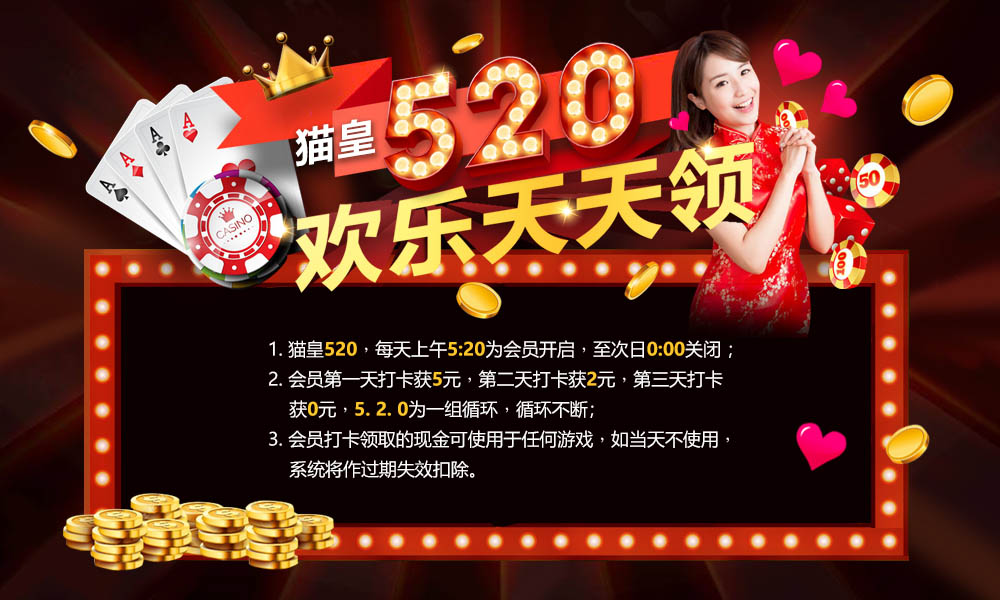 猫皇520
欢乐天天领
A
A
A
A
CASINO
50
100
1. 猫皇520，每天上午5:20为会员开启，至次日0:00关闭；
2. 会员第一天打卡获5元，第二天打卡获2元，第三天打卡
获0元，5. 2. 0为一组循环，循环不断；
3. 会员打卡领取的现金可使用于任何游戏，如当天不使用，
系统将作过期失效扣除。